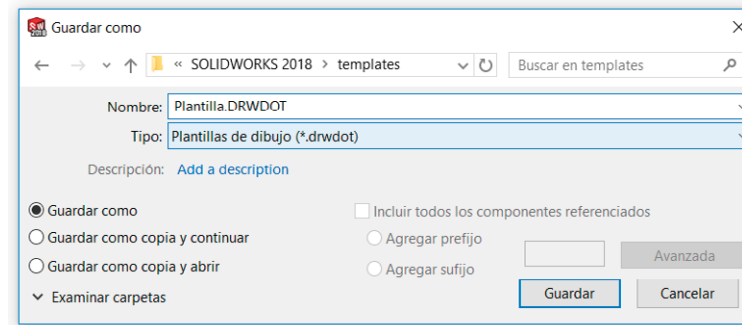 SW 2018 Guardar como
« SOLIDWORKS 2018 > templates Buscar en templates
Nombre: Plantilla.DRWDOT
Tipo: Plantillas de dibujo (*.drwdot)
Descripción: Add a description
Guardar como Incluir todos los componentes referenciados
Guardar como copia y continuar Agregar prefijo
Guardar como copia y abrir Agregar sufijo Avanzada
Examinar carpetas Guardar Cancelar